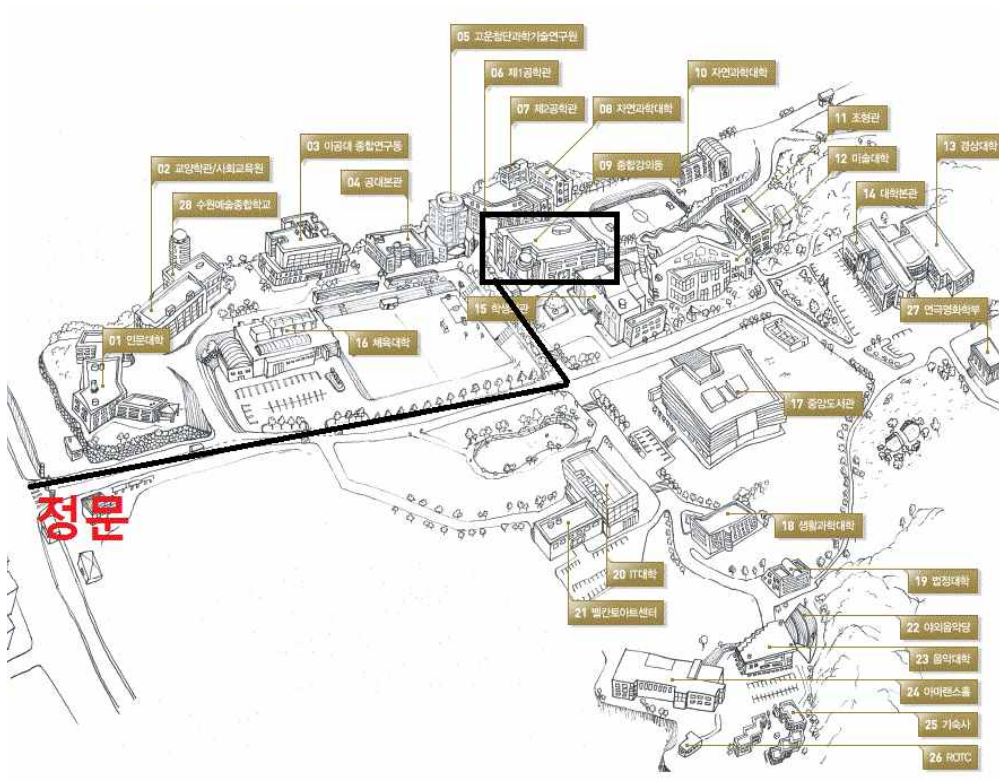 05 고운첨단과학기술연구원
06 제1공학관
10 자연과학대학
07 제2공학관
08 자연과학대학
11 조형관
03 이공대 종합연구동
13 경상대학
02 교양학관/사회교육원
04 공대본관
09 종합강의동
12 미술대학
14 대학본관
28 수원예술종합학교
15 학생
관
27 연극영화학부
01 인문대학
16 체육대학
17 중앙도서관
정문
18 생활과학대학
20 IT대학
19 법정대학
21 벨칸토아트센터
22 야외음악당
23 음악대학
24 아마랜스홀
25 기숙사
26 ROTC